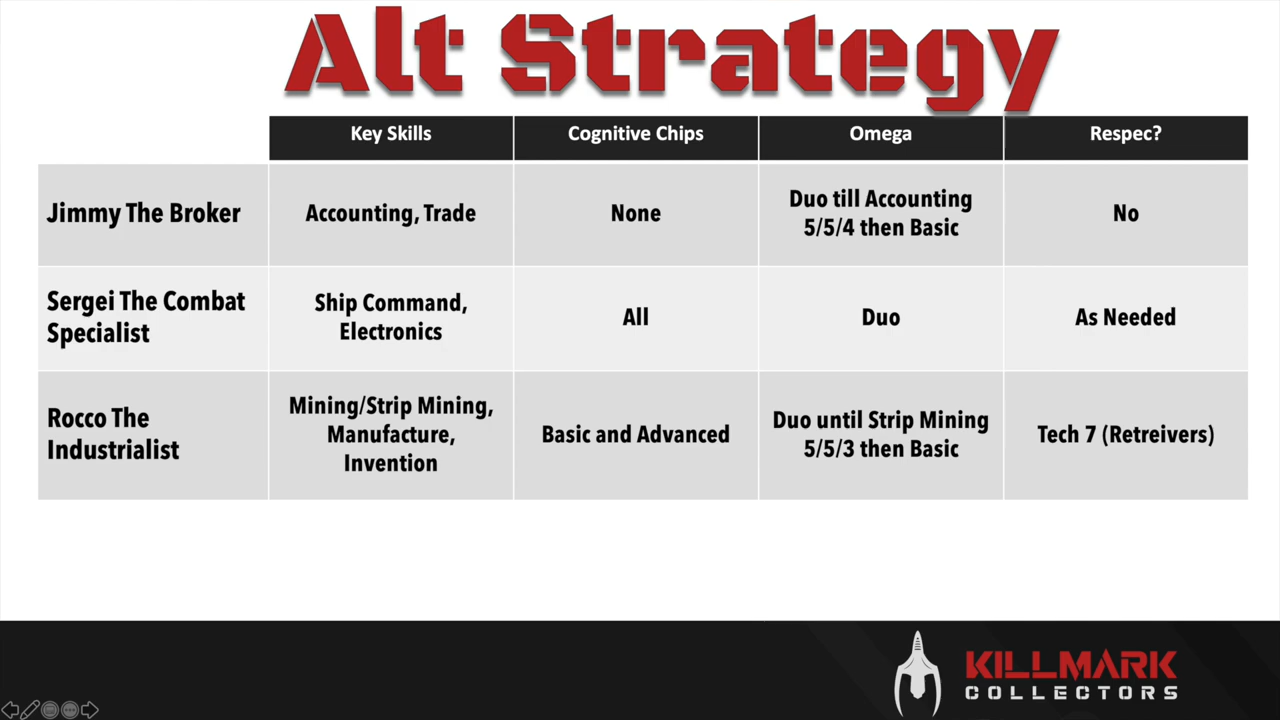 Alt Strategy
Key Skills
Cognitive Chips
Omega
Respec?
Jimmy The Broker
Accounting, Trade
None
Duo till Accounting
5/5/4 then Basic
No
Sergei The Combat
Specialist
Ship Command,
Electronics
All
Duo
As Needed
Rocco The
Industrialist
Mining/Strip Mining,
Manufacture,
Invention
Basic and Advanced
Duo until Strip Mining
5/5/3 then Basic
Tech 7 (Retreivers)
KILLMARK
COLLECTORS